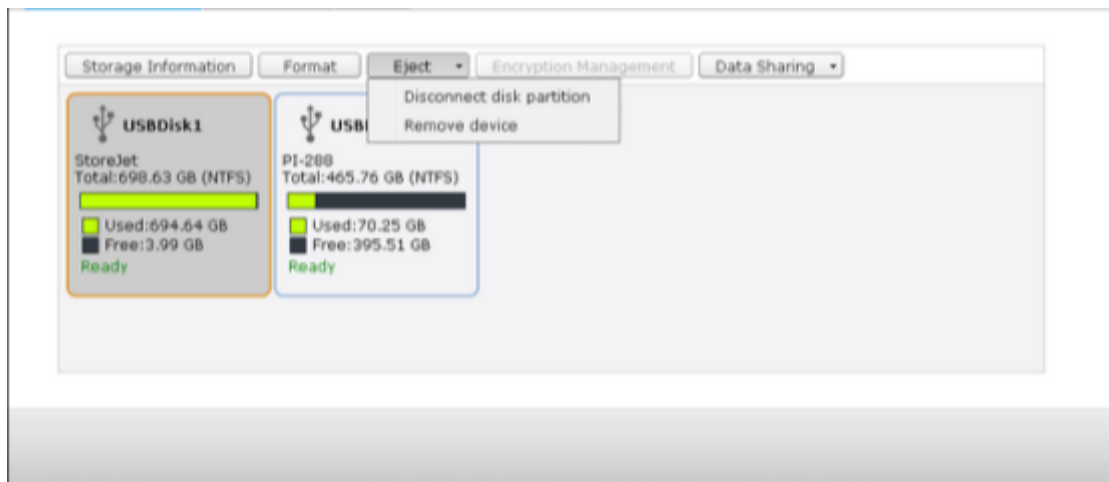 Storage Information Format Eject Encryption Management Data Sharing
Disconnect disk partition
Remove device
USBDisk1
StoreJet
Total:698.63 GB (NTFS)
Used:694.64 GB
Free:3.99 GB
Ready
PI-288
Total:465.76 GB (NTFS)
Used:70.25 GB
Free:395.51 GB
Ready